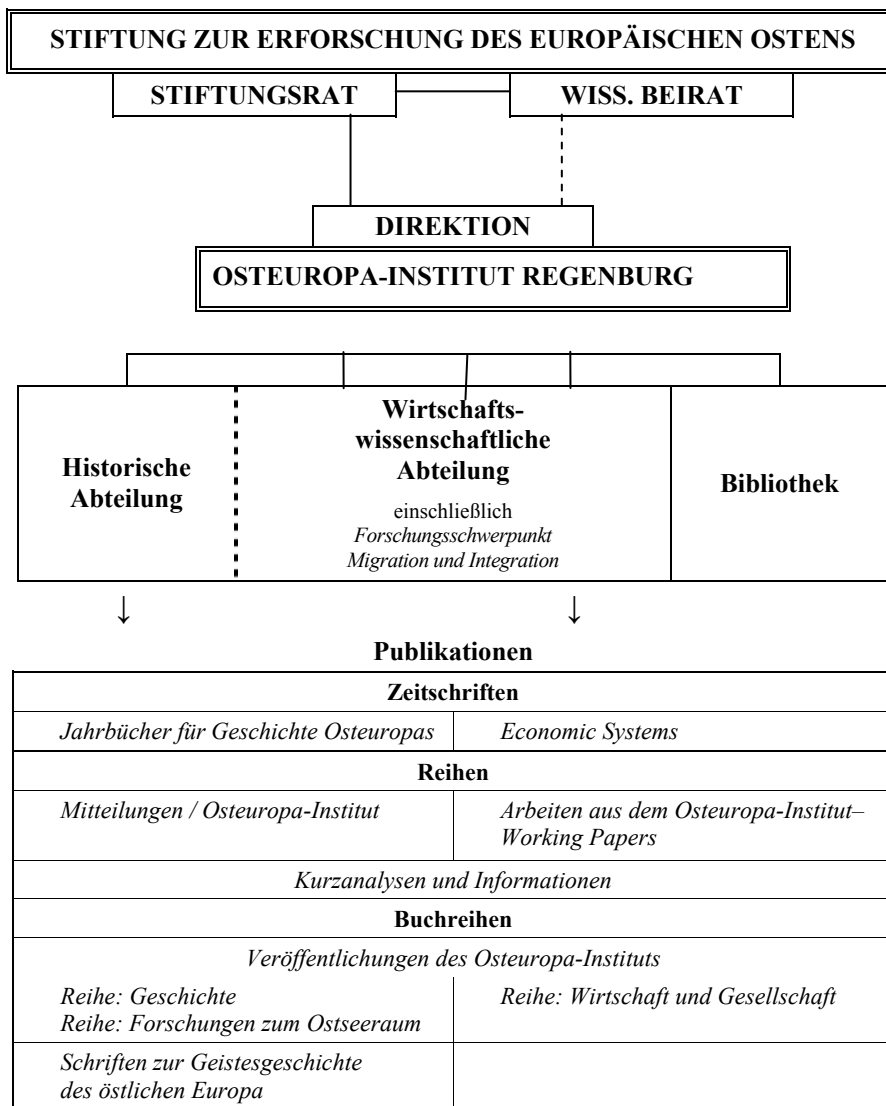 STIFTUNG ZUR ERFORSCHUNG DES EUROPÄISCHEN OSTENS
STIFTUNGSRAT
WISS. BEIRAT
DIREKTION
OSTEUROPA-INSTITUT REGENBURG
Historische
Abteilung
Wirtschafts-
wissenschaftliche
Abteilung
einschließlich
Forschungsschwerpunkt
Migration und Integration
Bibliothek
↓ ↓
Publikationen
Zeitschriften
Jahrbücher für Geschichte Osteuropas
Economic Systems
Reihen
Mitteilungen / Osteuropa-Institut
Arbeiten aus dem Osteuropa-Institut–
Working Papers
Kurzanalysen und Informationen
Buchreihen
Veröffentlichungen des Osteuropa-Instituts
Reihe: Geschichte
Reihe: Forschungen zum Ostseeraum
Reihe: Wirtschaft und Gesellschaft
Schriften zur Geistesgeschichte
des östlichen Europa